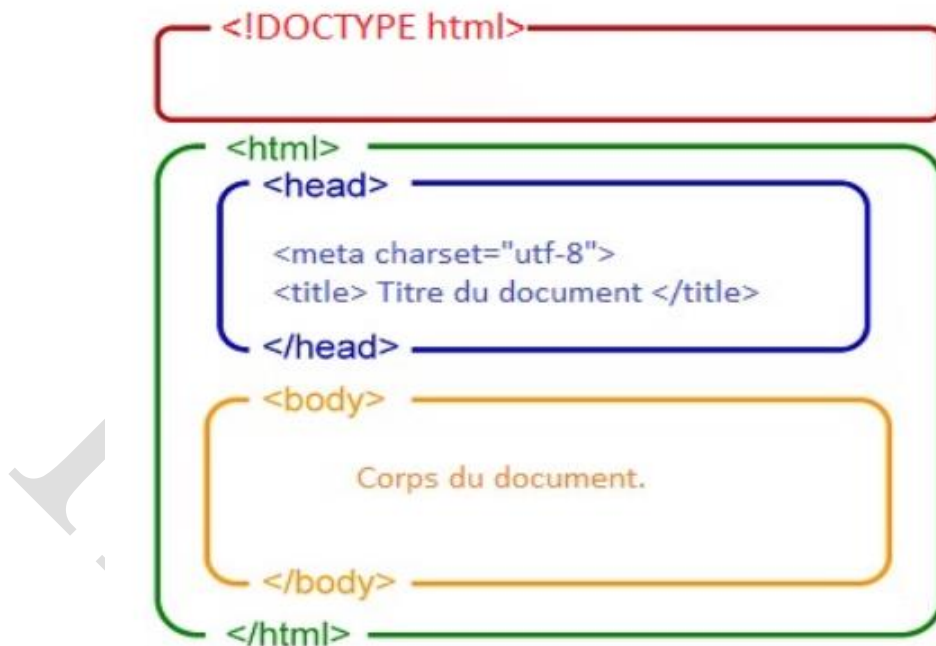 <!DOCTYPE html>
<html>
<head>
<meta charset="utf-8">
<title> Titre du document </title>
</head>
<body>
Corps du document.
</body>
</html>